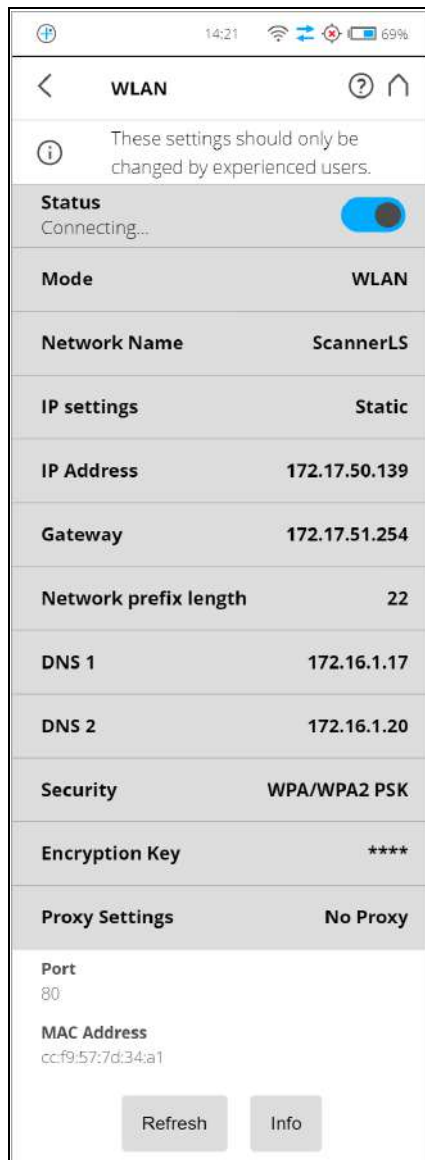 14:21 69%
WLAN
These settings should only be
changed by experienced users.
Status
Connecting...
Mode WLAN
Network Name ScannerLS
IP settings Static
IP Address 172.17.50.139
Gateway 172.17.51.254
Network prefix length 22
DNS 1 172.16.1.17
DNS 2 172.16.1.20
Security WPA/WPA2 PSK
Encryption Key ****
Proxy Settings No Proxy
Port
80
MAC Address
cc:f9:57:7d:34:a1
Refresh Info